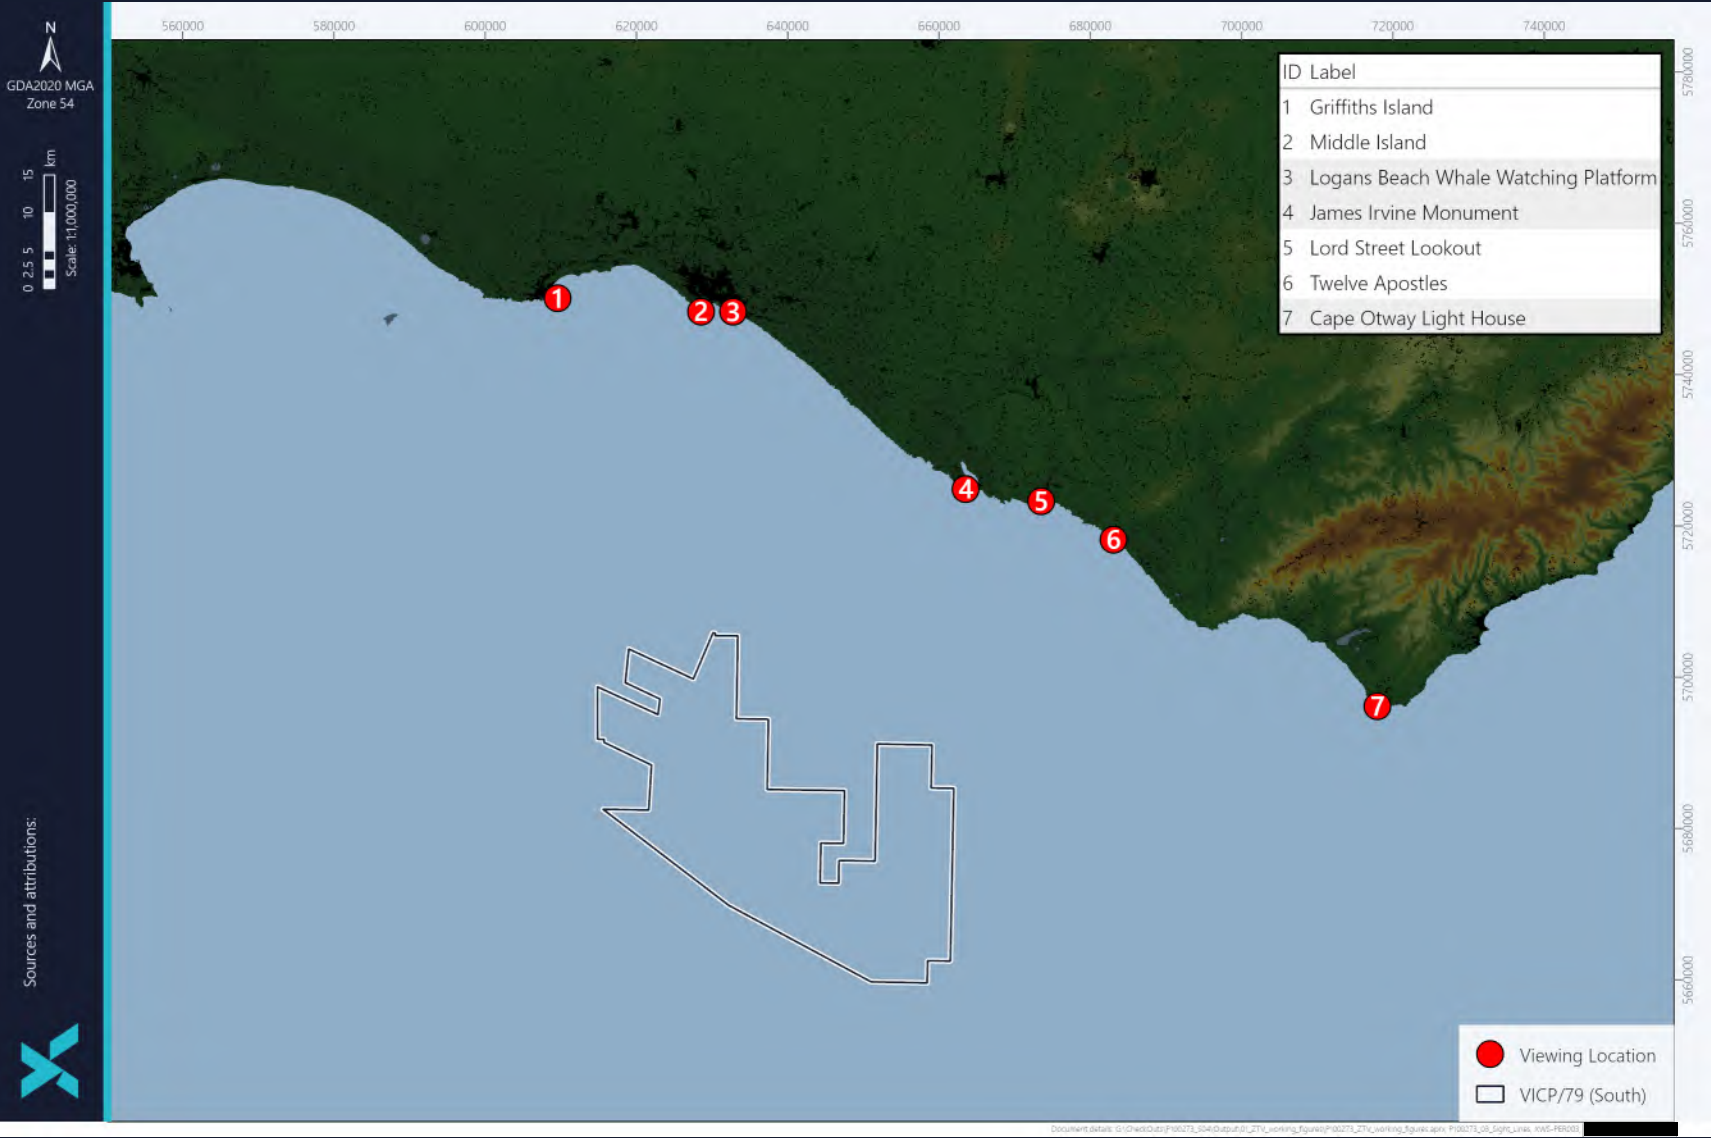 560000 580000 600000 620000 640000 660000 680000 700000 720000 740000
N
GDA2020 MGA
Zone 54
0 2.5 5 10 15 km
Scale: 1:1,000,000
Sources and attributions:
ID Label
1 Griffiths Island
2 Middle Island
3 Logans Beach Whale Watching Platform
4 James Irvine Monument
5 Lord Street Lookout
6 Twelve Apostles
7 Cape Otway Light House
5780000
5760000
5740000
5720000
5700000
5680000
5660000
1
2
3
4
5
6
7
Viewing Location
VICP/79 (South)
Document details: